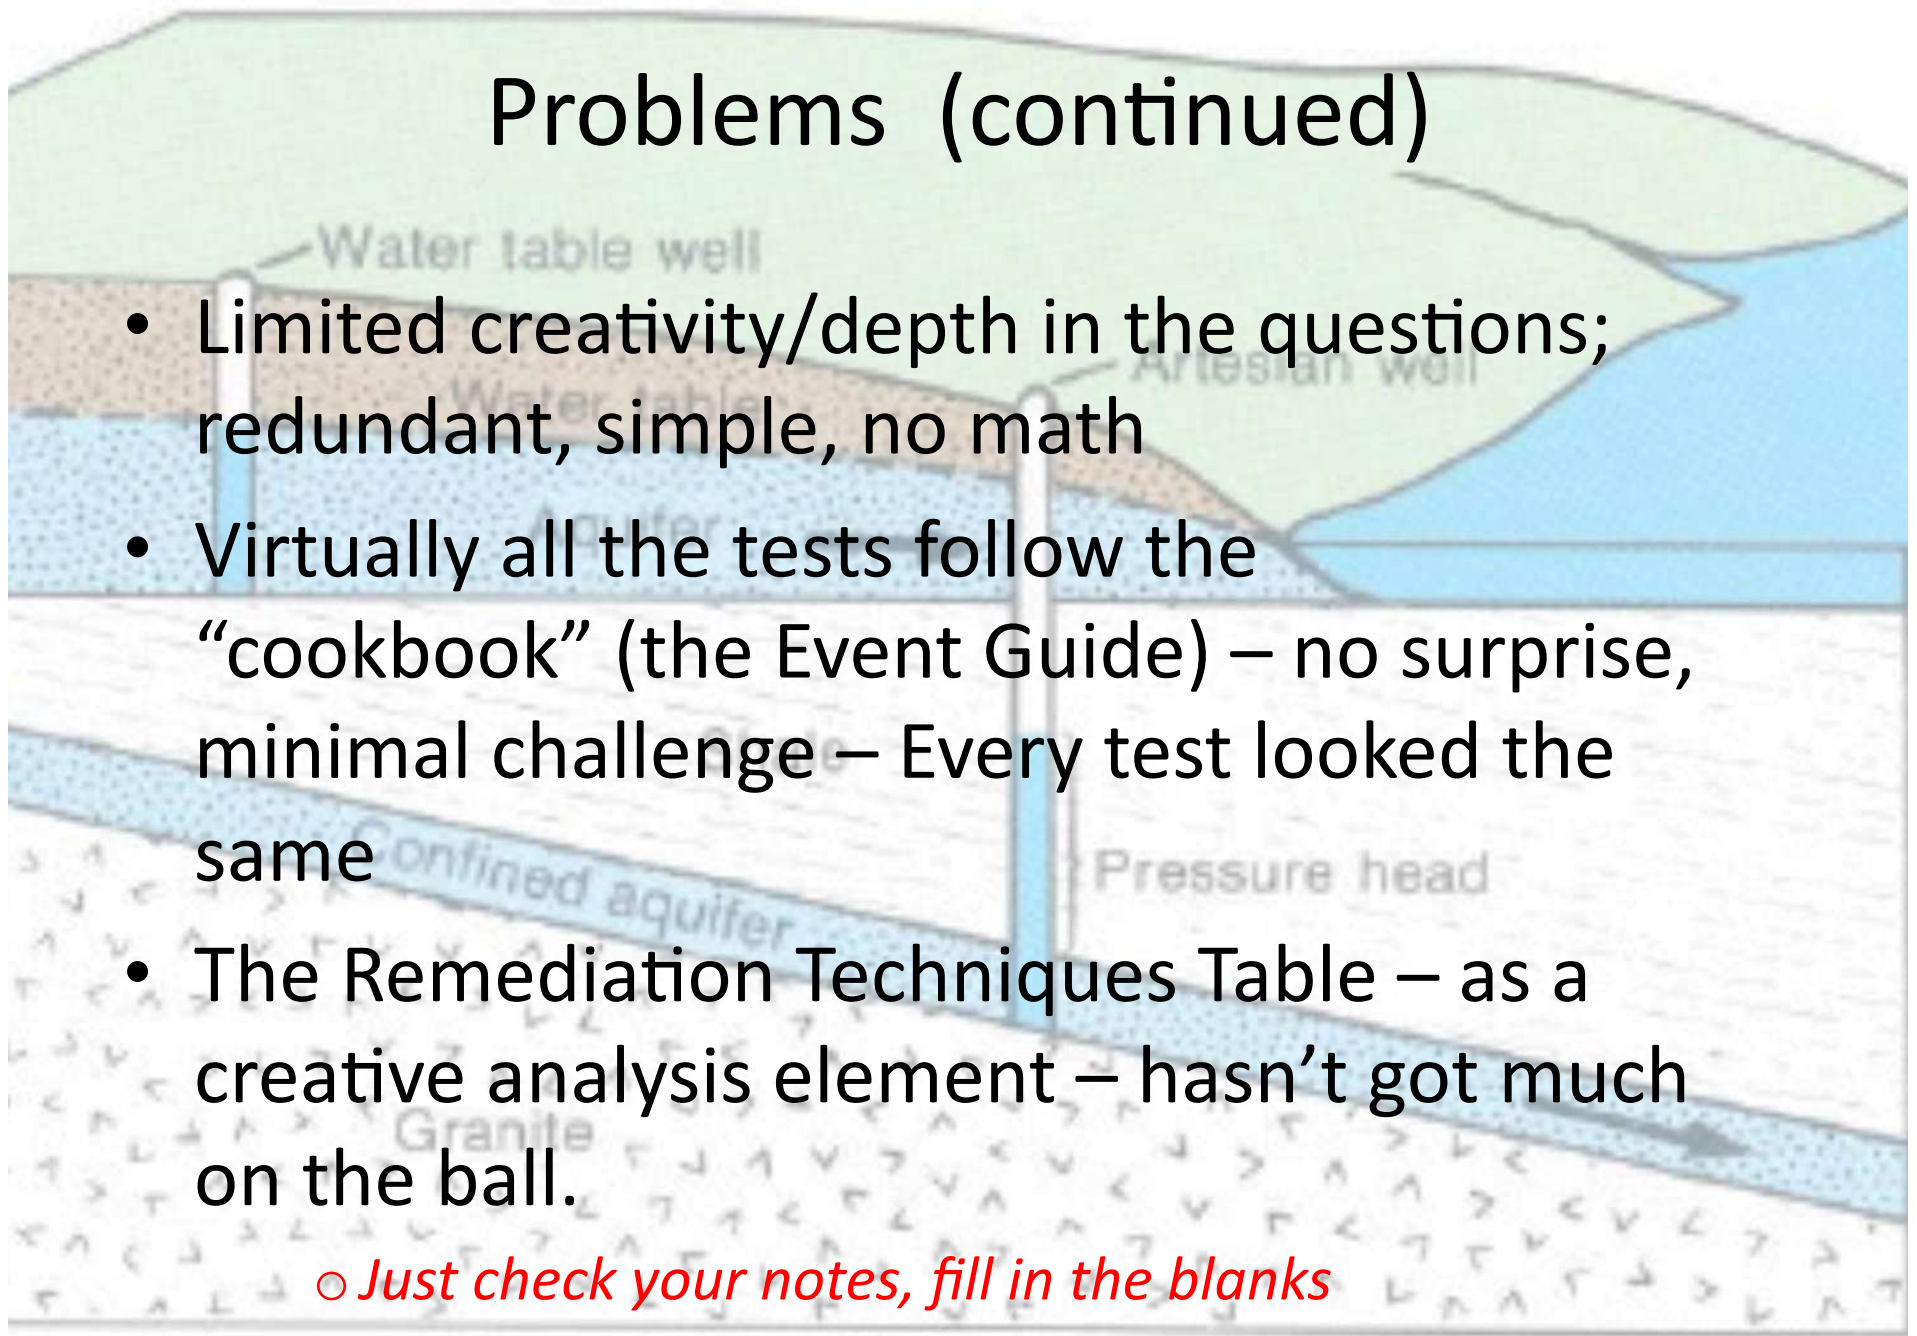 Problems  (continued)
Water table well
• Limited creativity/depth in the questions;
Artesian well
Water table
redundant, simple, no math
Aquifer
• Virtually all the tests follow the
“cookbook” (the Event Guide) – no surprise,
minimal challenge – Every test looked the
same
Confined aquifer
Pressure head
• The Remediation Techniques Table – as a
creative analysis element – hasn’t got much
Granite
on the ball.
○ Just check your notes, fill in the blanks